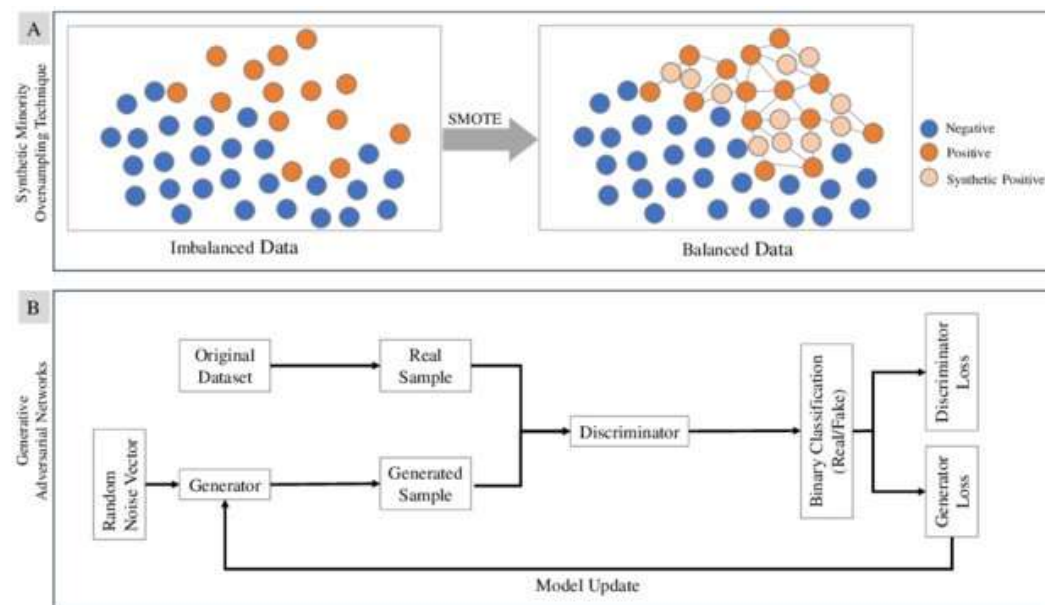 A
Synthetic Minority
Oversampling Technique
SMOTE
Negative
Positive
Synthetic Positive
Imbalanced Data
Balanced Data
B
Generative
Adversarial Networks
Original
Dataset
Real
Sample
Random
Noise Vector
Generator
Generated
Sample
Discriminator
Binary Classification
(Real/Fake)
Discriminator
Loss
Generator
Loss
Model Update